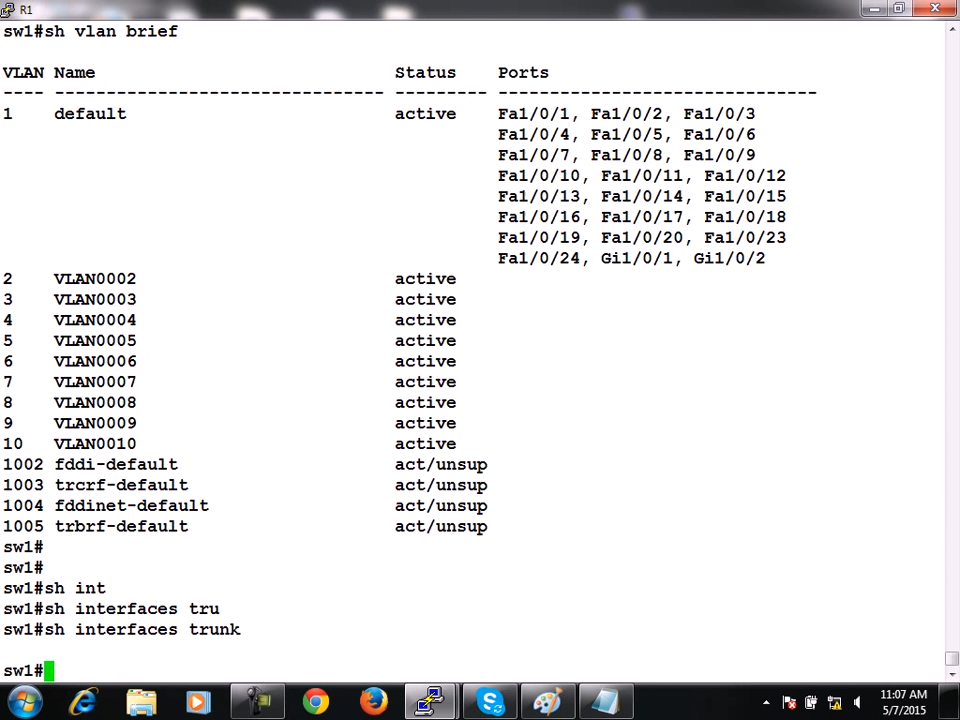 R1
sw1#sh vlan brief
VLAN Name                             Status    Ports
---- -------------------------------- --------- -------------------------------
1    default                          active    Fa1/0/1, Fa1/0/2, Fa1/0/3
                                                Fa1/0/4, Fa1/0/5, Fa1/0/6
                                                Fa1/0/7, Fa1/0/8, Fa1/0/9
                                                Fa1/0/10, Fa1/0/11, Fa1/0/12
                                                Fa1/0/13, Fa1/0/14, Fa1/0/15
                                                Fa1/0/16, Fa1/0/17, Fa1/0/18
                                                Fa1/0/19, Fa1/0/20, Fa1/0/23
                                                Fa1/0/24, Gi1/0/1, Gi1/0/2
2    VLAN0002                         active
3    VLAN0003                         active
4    VLAN0004                         active
5    VLAN0005                         active
6    VLAN0006                         active
7    VLAN0007                         active
8    VLAN0008                         active
9    VLAN0009                         active
10   VLAN0010                         active
1002 fddi-default                     act/unsup
1003 trcrf-default                    act/unsup
1004 fddinet-default                  act/unsup
1005 trbrf-default                    act/unsup
sw1#
sw1#
sw1#sh int
sw1#sh interfaces tru
sw1#sh interfaces trunk
sw1#
11:07 AM
5/7/2015